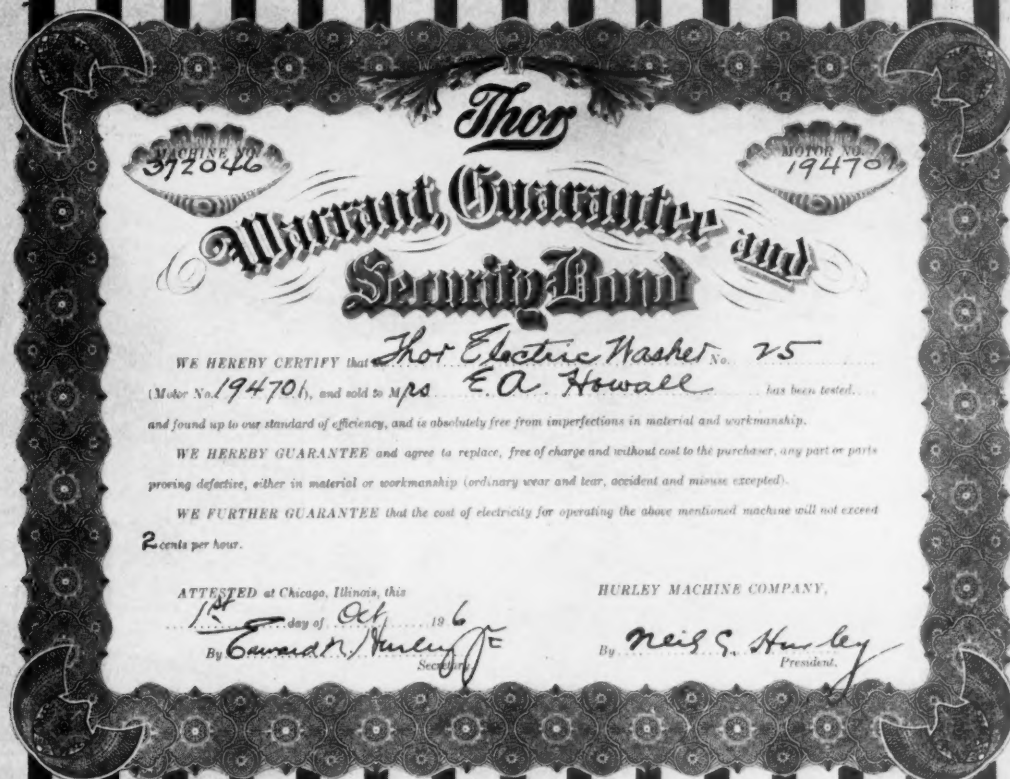 Thor
MACHINE NO. MOTOR NO.
372046 194701
Warrant, Guarantee and
Security Bond
WE HEREBY CERTIFY that Thor Electric Washer No. 25
(Motor No. 194701), and sold to Mrs E.A. Howall has been tested
and found up to our standard of efficiency, and is absolutely free from imperfections in material and workmanship.
WE HEREBY GUARANTEE and agree to replace, free of charge and without cost to the purchaser, any part or parts
proving defective, either in material or workmanship (ordinary wear and tear, accident and misuse excepted).
WE FURTHER GUARANTEE that the cost of electricity for operating the above mentioned machine will not exceed
2 cents per hour.
ATTESTED at Chicago, Illinois, this
1st day of Oct, 19 6
By Edward N. Hurley Jr
Secretary.
HURLEY MACHINE COMPANY,
By Neil C. Hurley
President.